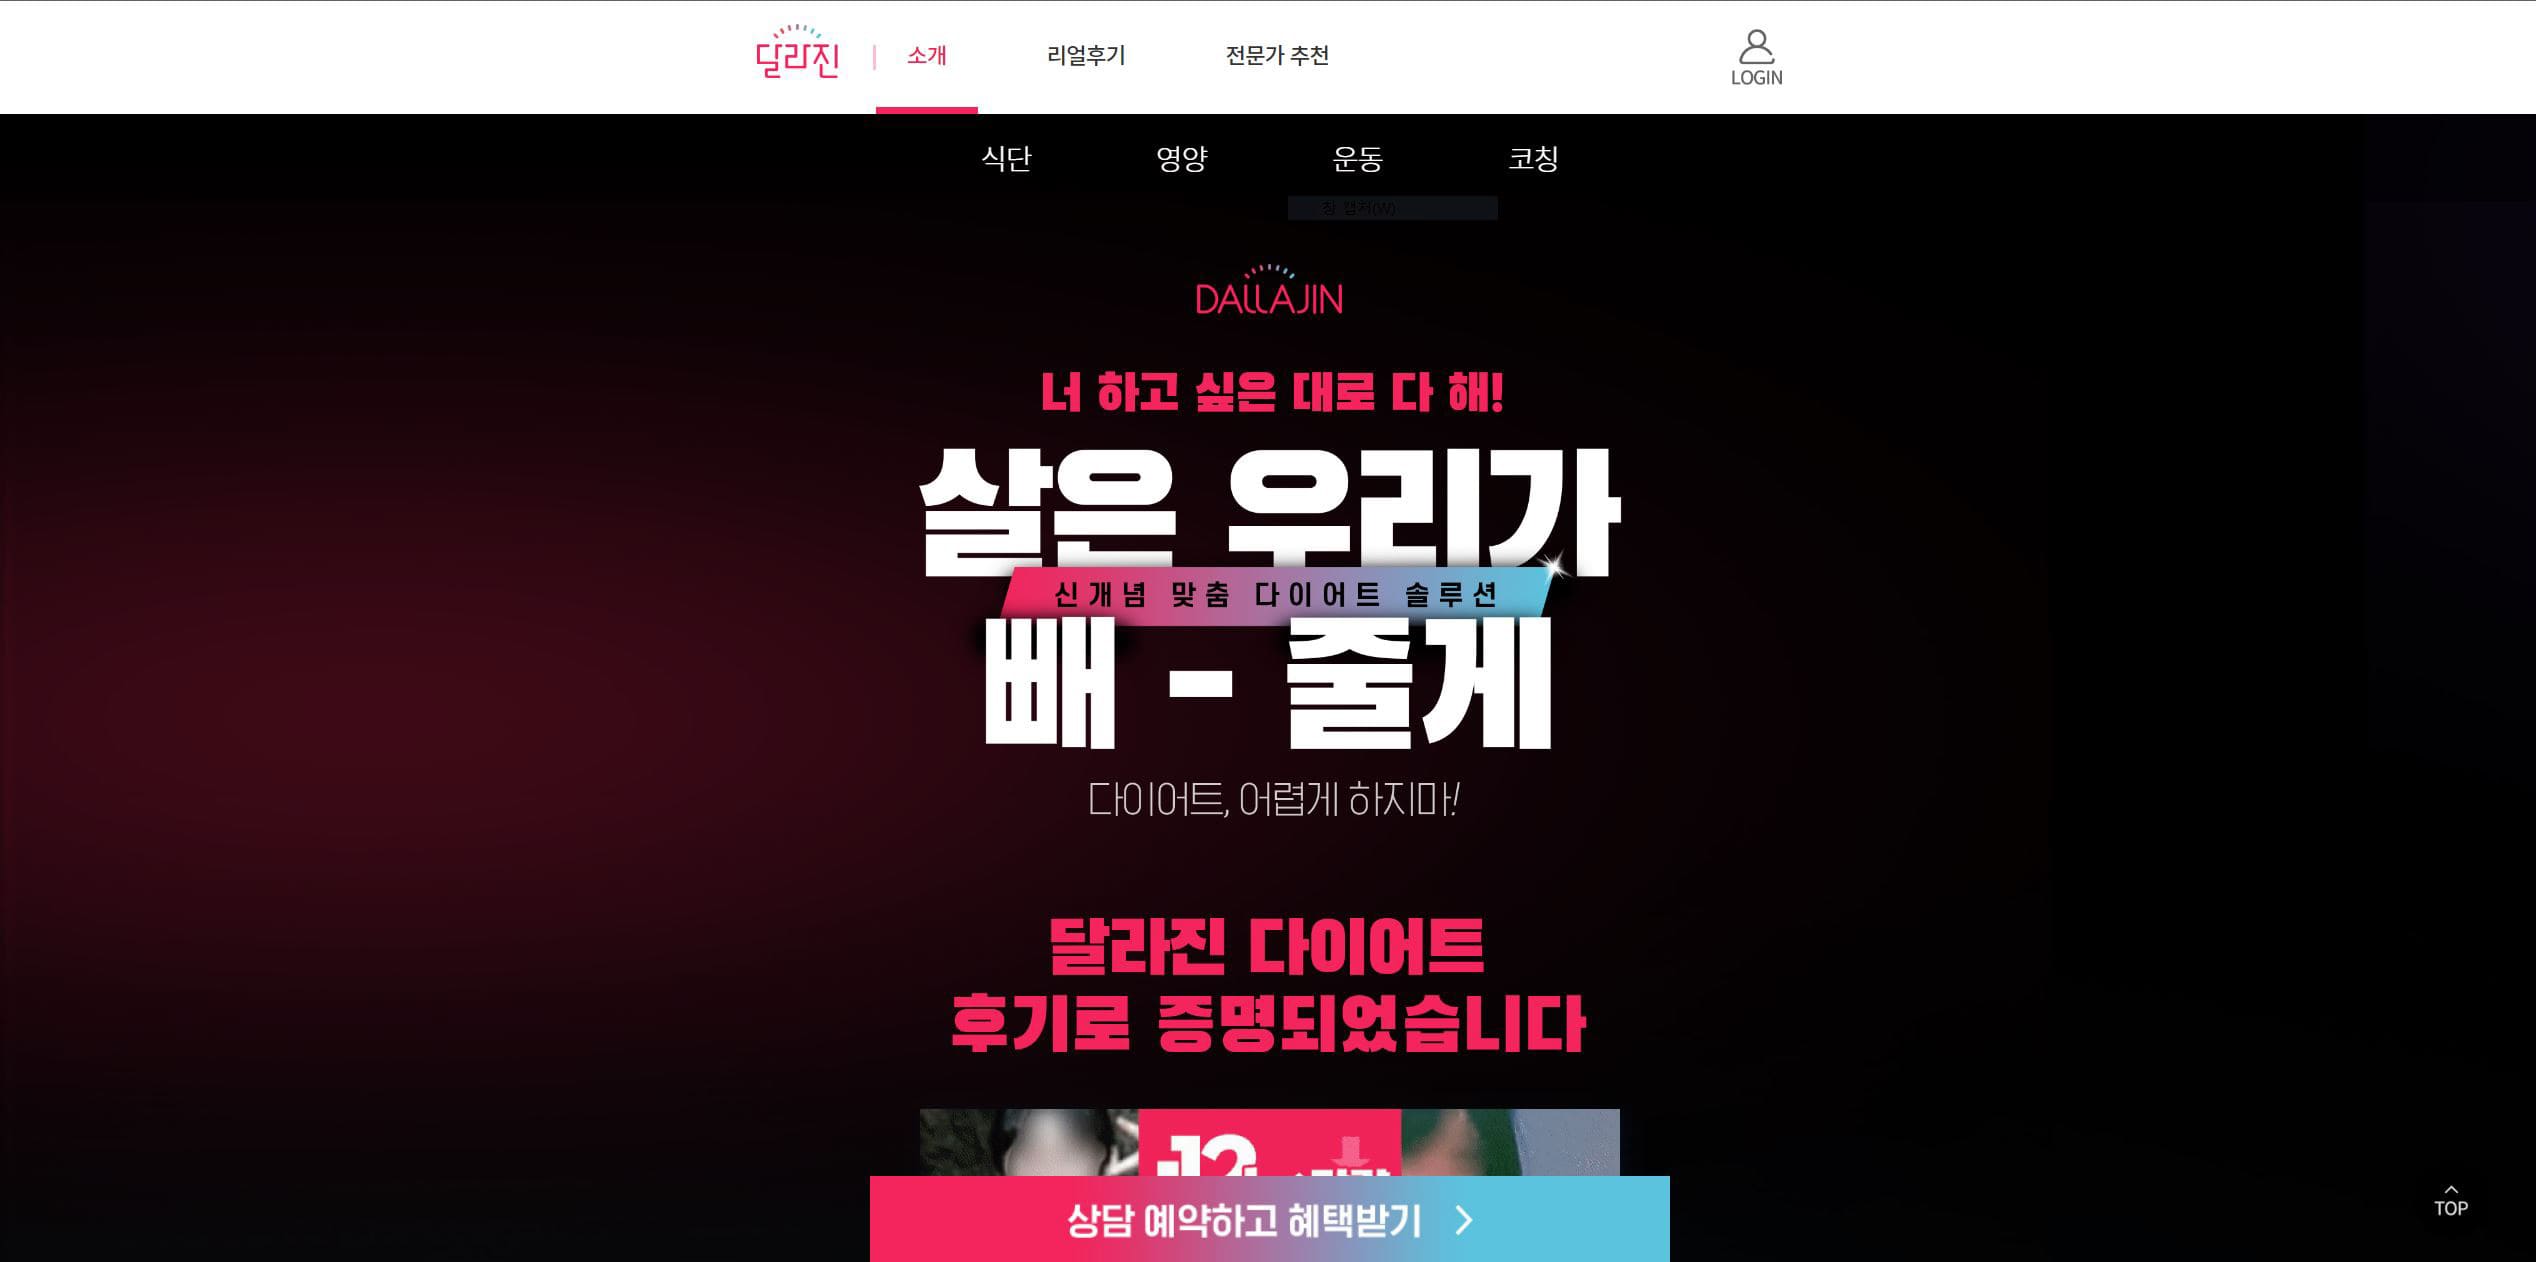 달라진
소개
리얼후기
전문가 추천
LOGIN
식단
영양
운동
코칭
창 캡처(W)
DALLAJIN
너 하고 싶은 대로 다 해!
살은 우리가
신개념 맞춤 다이어트 솔루션
빼 - 줄게
다이어트, 어렵게 하지마!
달라진 다이어트
후기로 증명되었습니다
상담 예약하고 혜택받기
TOP